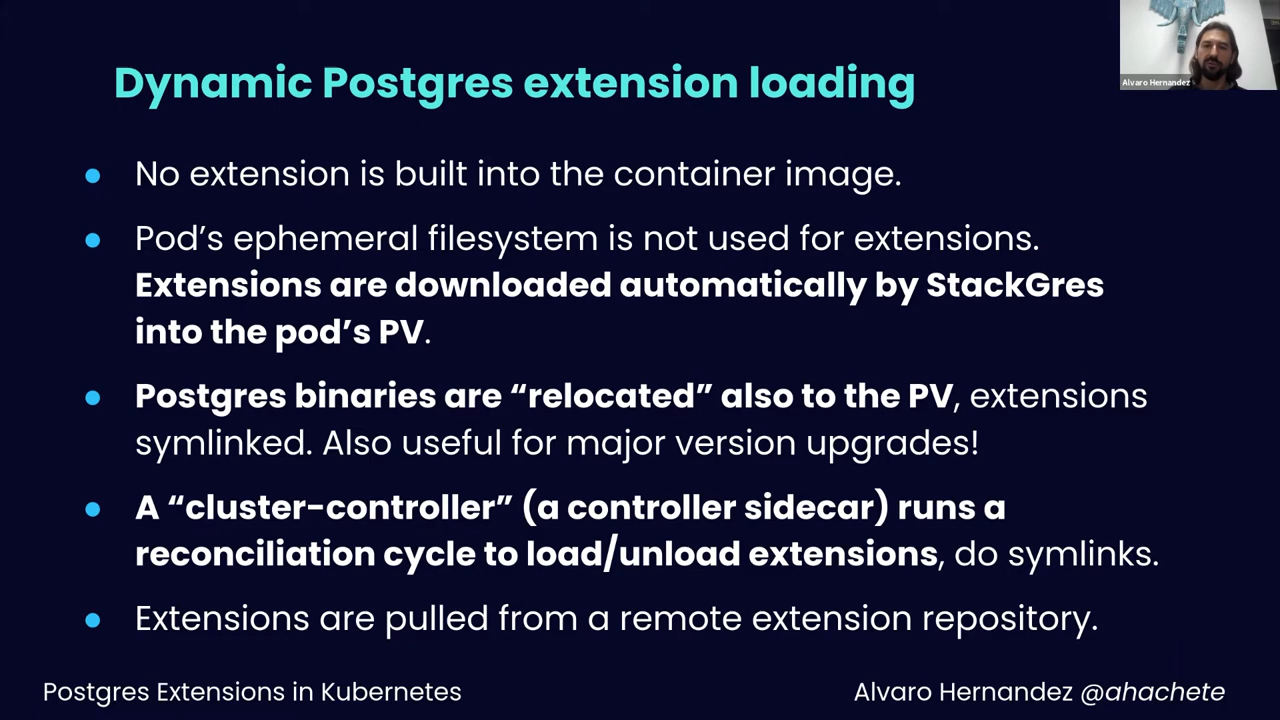 Alvaro Hernandez
Dynamic Postgres extension loading
● No extension is built into the container image.
● Pod’s ephemeral filesystem is not used for extensions.
Extensions are downloaded automatically by StackGres
into the pod’s PV.
● Postgres binaries are “relocated” also to the PV, extensions
symlinked. Also useful for major version upgrades!
● A “cluster-controller” (a controller sidecar) runs a
reconciliation cycle to load/unload extensions, do symlinks.
● Extensions are pulled from a remote extension repository.
Postgres Extensions in Kubernetes
Alvaro Hernandez @ahachete